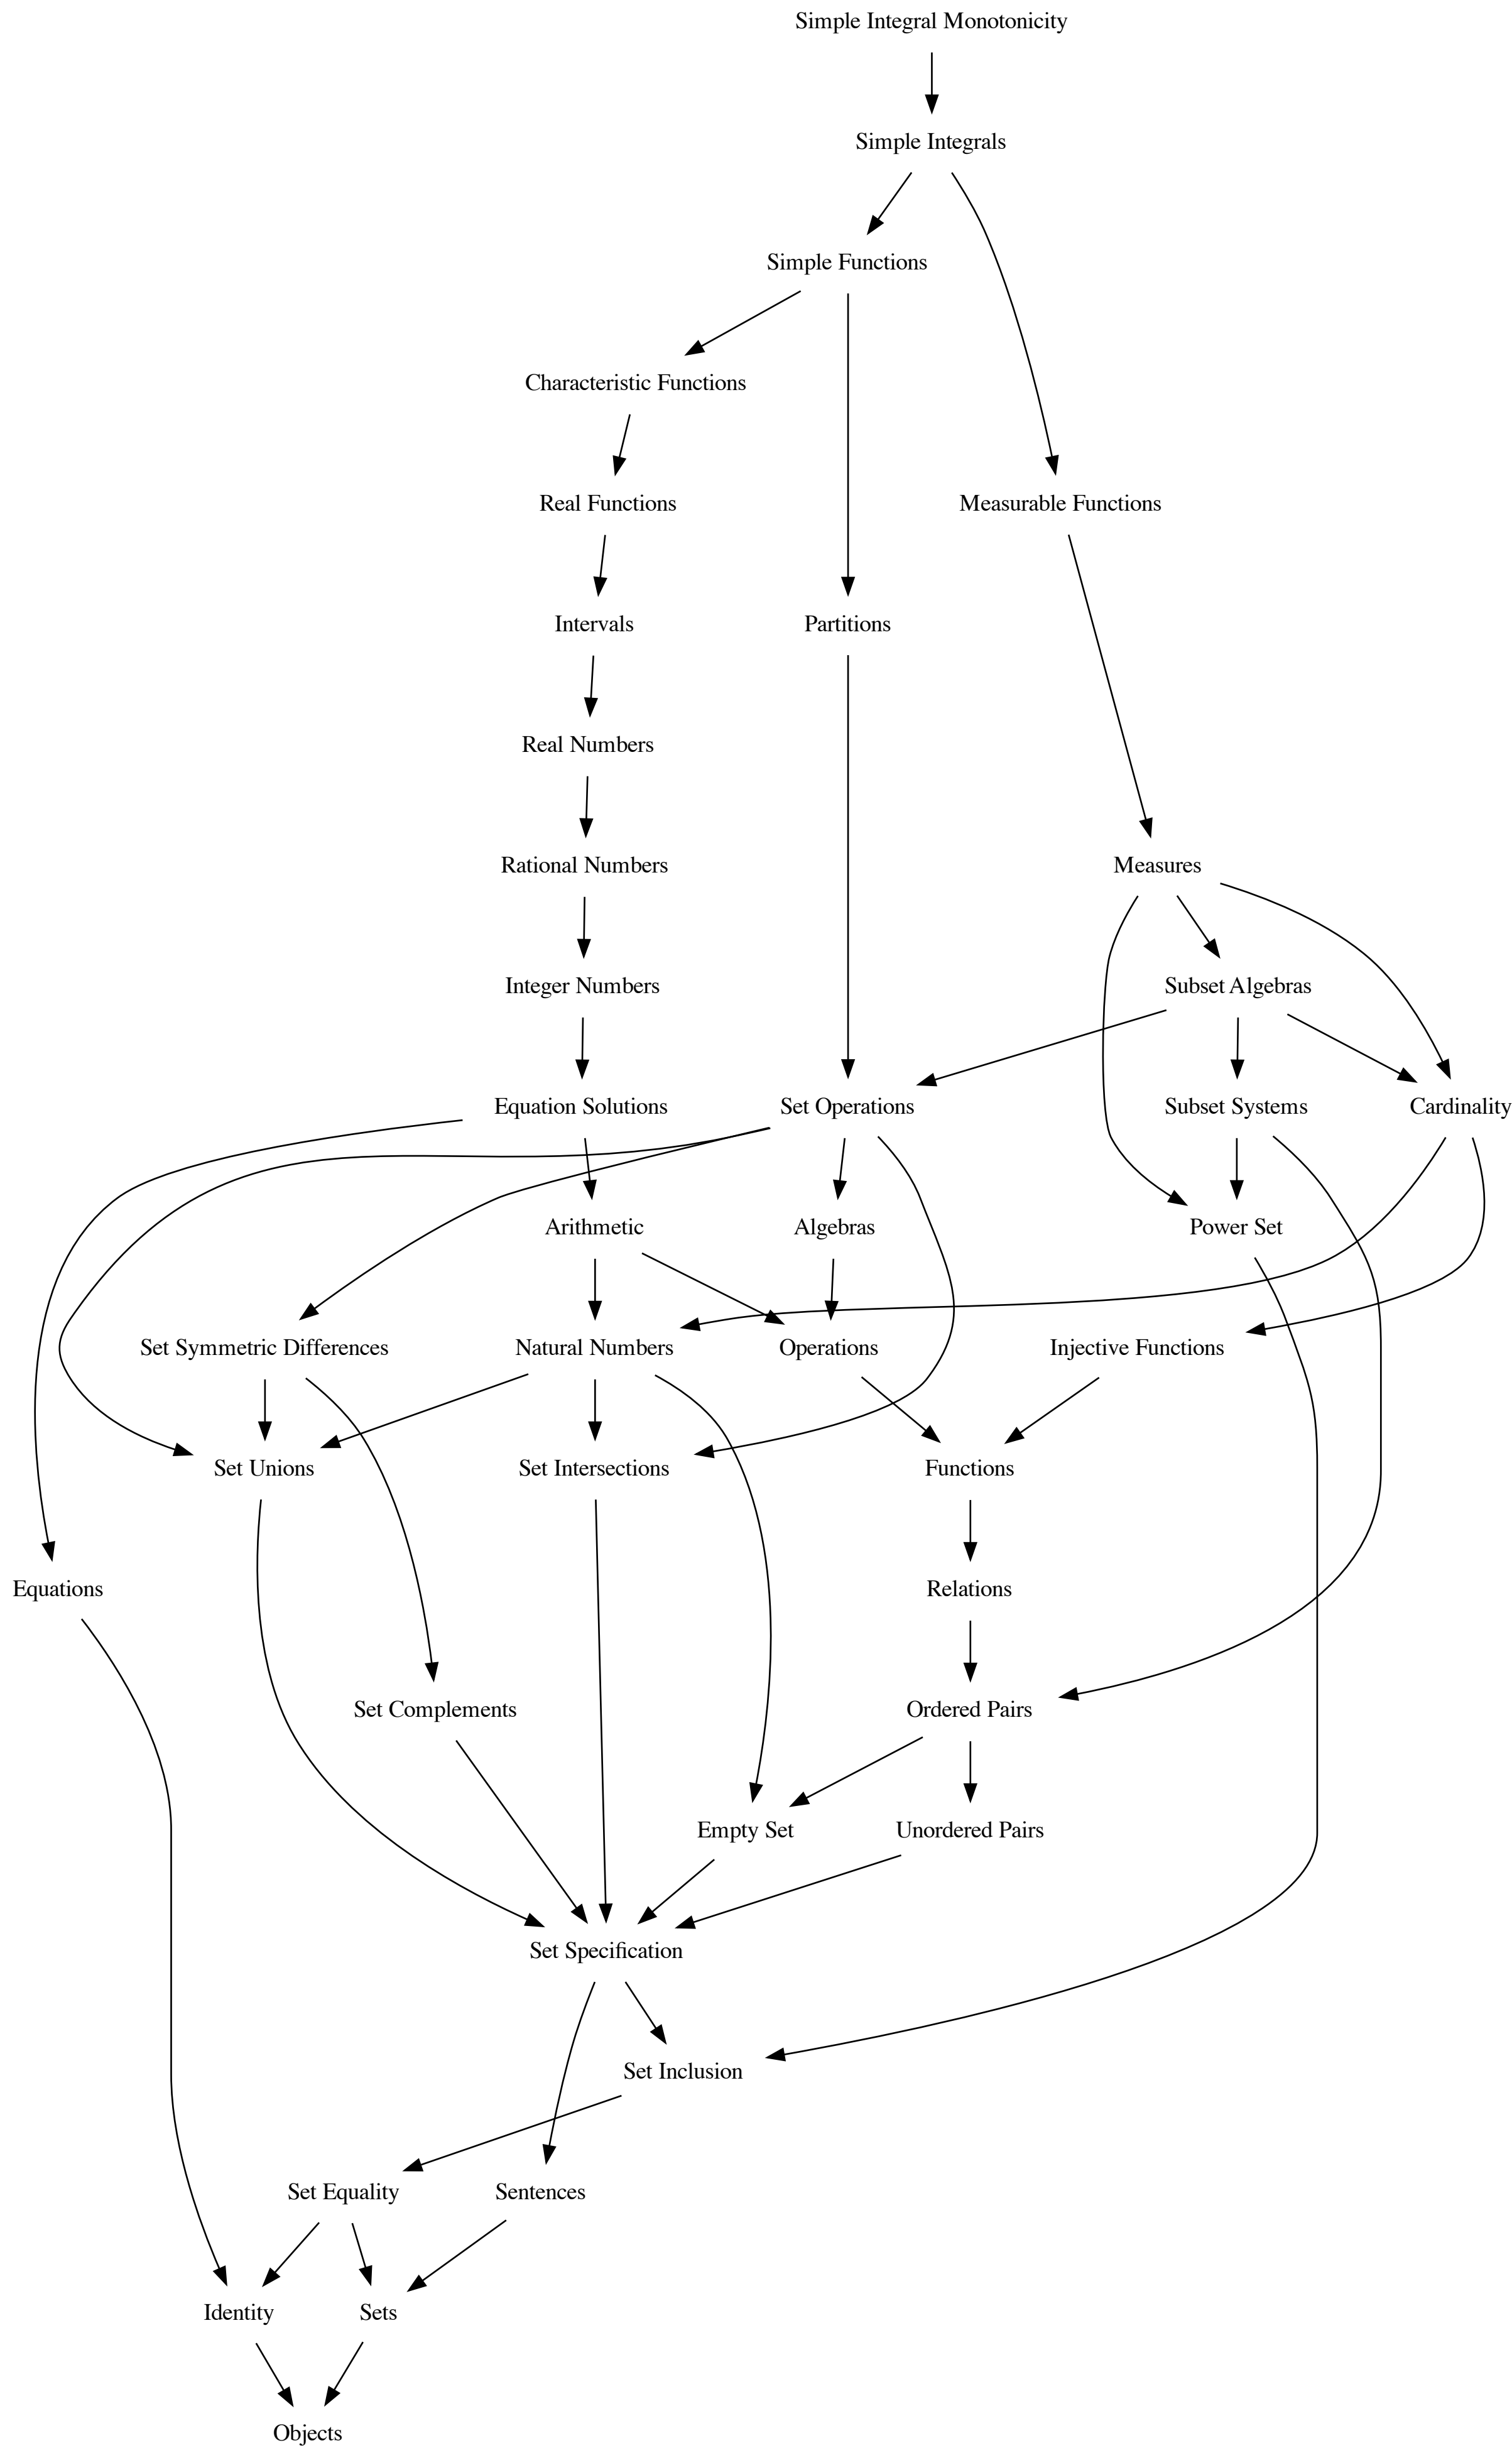 Simple Integral Monotonicity
Simple Integrals
Simple Functions
Characteristic Functions
Real Functions
Measurable Functions
Intervals
Partitions
Real Numbers
Rational Numbers
Measures
Integer Numbers
Subset Algebras
Equation Solutions
Set Operations
Subset Systems
Cardinality
Arithmetic
Algebras
Power Set
Set Symmetric Differences
Natural Numbers
Operations
Injective Functions
Set Unions
Set Intersections
Functions
Equations
Relations
Set Complements
Ordered Pairs
Empty Set
Unordered Pairs
Set Specification
Set Inclusion
Set Equality
Sentences
Identity
Sets
Objects